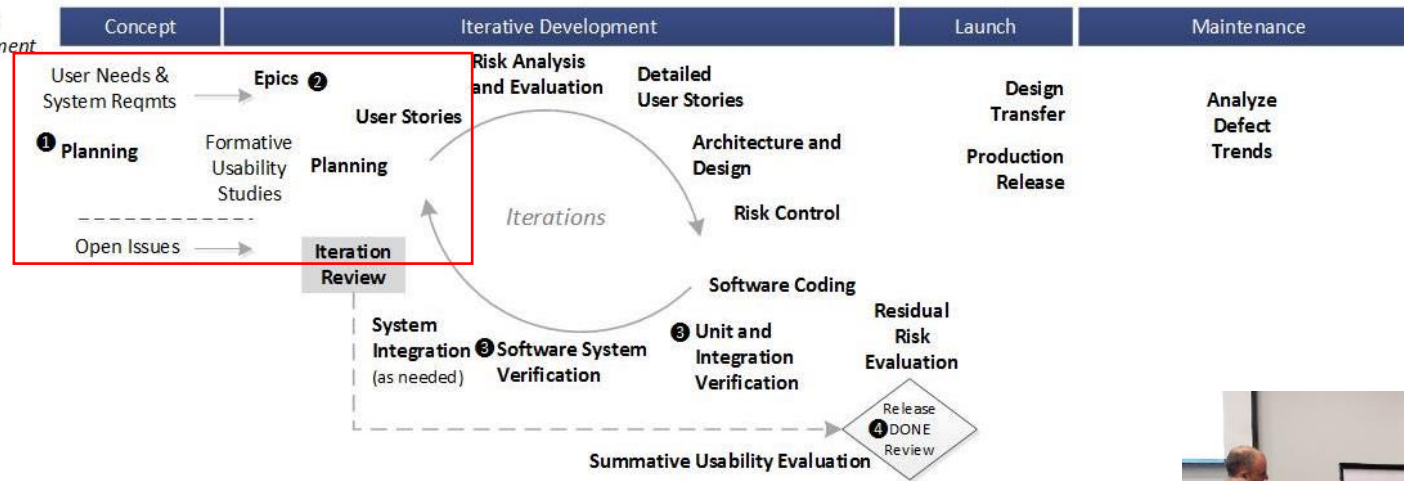 Concept
Iterative Development
Launch
Maintenance
ment
User Needs &
System Reqmts
Epics ❷
User Stories
Risk Analysis
and Evaluation
Detailed
User Stories
Design
Transfer
Analyze
Defect
Trends
❶ Planning
Formative
Usability
Studies
Planning
Architecture and
Design
Production
Release
Iterations
Risk Control
Open Issues
Iteration
Review
Software Coding
System
Integration
(as needed)
❸ Software System
Verification
❸ Unit and
Integration
Verification
Residual
Risk
Evaluation
Release
❹ DONE
Review
Summative Usability Evaluation